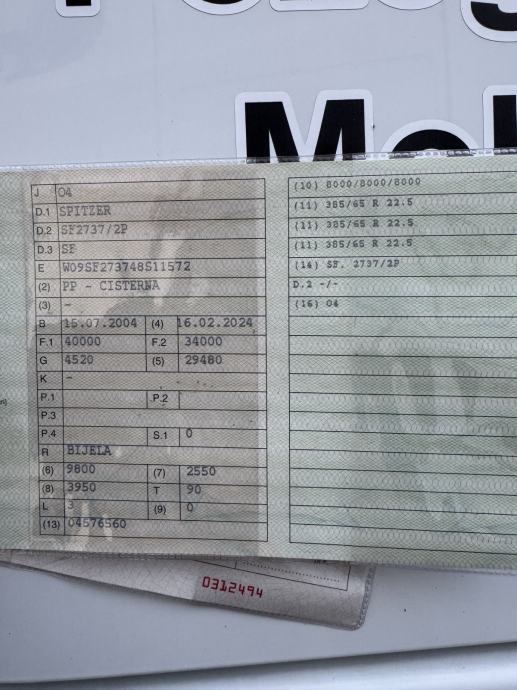 J 04
D.1 SPITZER
D.2 SF2737/2P
D.3 SF
E W09SF273748S11572
(2) PP - CISTERNA
(3) -
B 15.07.2004 (4) 16.02.2024
F.1 40000 F.2 34000
G 4520 (5) 29480
K -
P.1 P.2
P.3
P.4 S.1 0
R BIJELA
(6) 9800 (7) 2550
(8) 3950 T 90
L 3 (9) 0
(13) 04576560
(10) 8000/8000/8000
(11) 385/65 R 22.5
(11) 385/65 R 22.5
(11) 385/65 R 22.5
(14) SF. 2737/2P
D.2 -/-
(16) 04
0312494